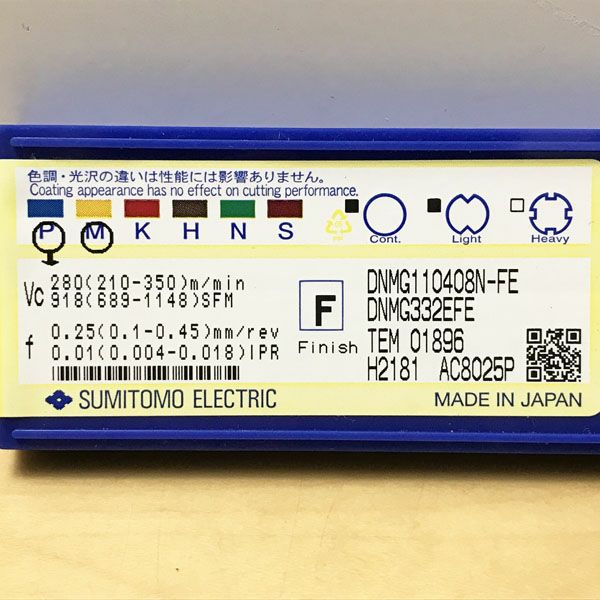 色調・光沢の違いは性能には影響ありません。
Coating appearance has no effect on cutting performance.
P M K H N S
Cont. Light Heavy
Vc 280(210-350)m/min
918(689-1148)SFM
f 0.25(0.1-0.45)mm/rev
0.01(0.004-0.018)IPR
F
Finish
DNMG110408N-FE
DNMG332EFE
TEM 01896
H2181 AC8025P
SUMITOMO ELECTRIC
MADE IN JAPAN